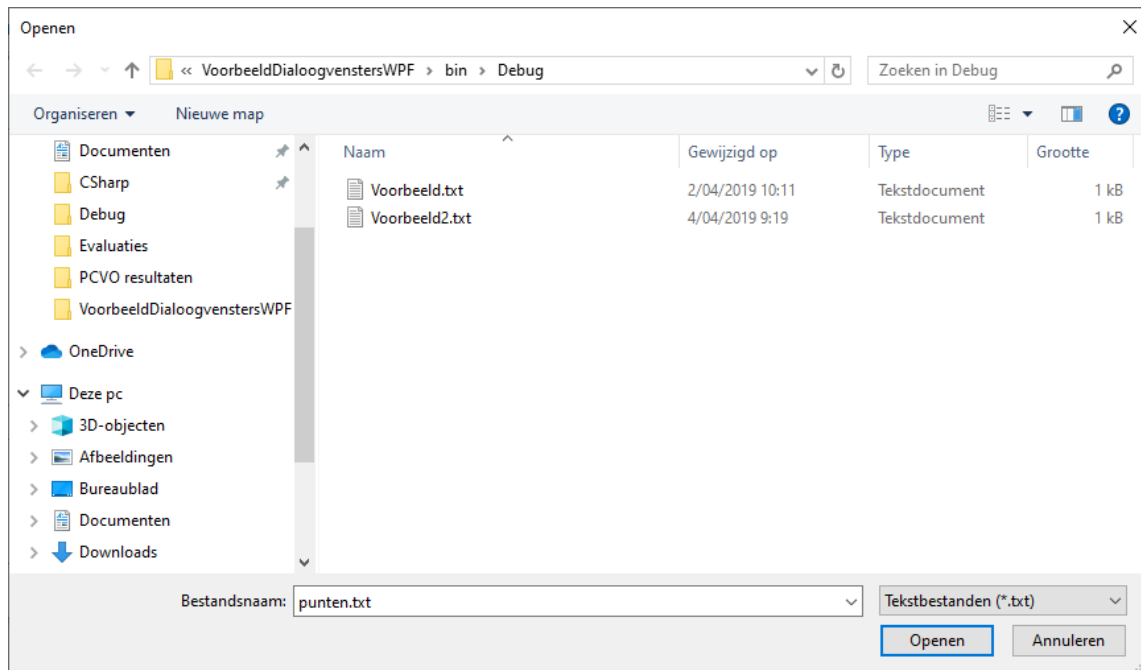 Openen
« VoorbeeldDialoogvenstersWPF > bin > Debug
Zoeken in Debug
Organiseren
Nieuwe map
Documenten
CSharp
Debug
Evaluaties
PCVO resultaten
VoorbeeldDialoogvenstersWPF
OneDrive
Deze pc
3D-objecten
Afbeeldingen
Bureaublad
Documenten
Downloads
Naam Gewijzigd op Type Grootte
Voorbeeld.txt 2/04/2019 10:11 Tekstdocument 1 kB
Voorbeeld2.txt 4/04/2019 9:19 Tekstdocument 1 kB
Bestandsnaam: punten.txt
Tekstbestanden (*.txt)
Openen
Annuleren